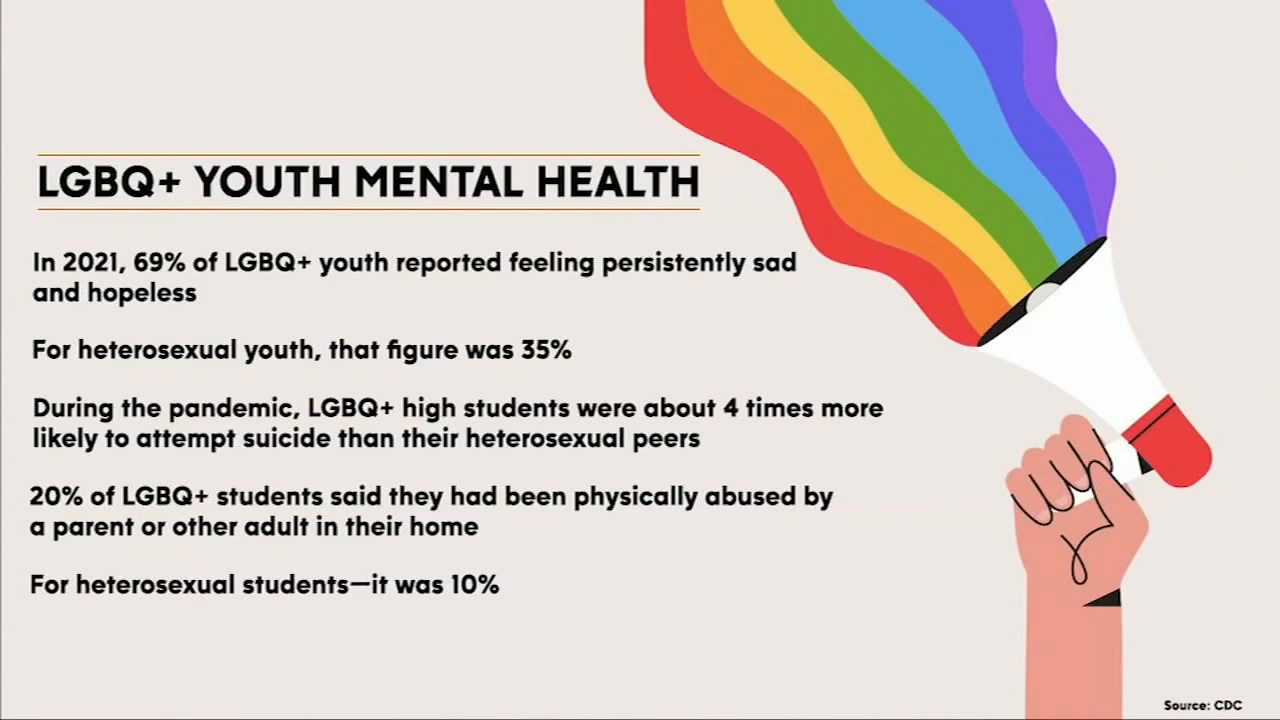 LGBQ+ YOUTH MENTAL HEALTH
In 2021, 69% of LGBQ+ youth reported feeling persistently sad
and hopeless
For heterosexual youth, that figure was 35%
During the pandemic, LGBQ+ high students were about 4 times more
likely to attempt suicide than their heterosexual peers
20% of LGBQ+ students said they had been physically abused by
a parent or other adult in their home
For heterosexual students—it was 10%
Source: CDC